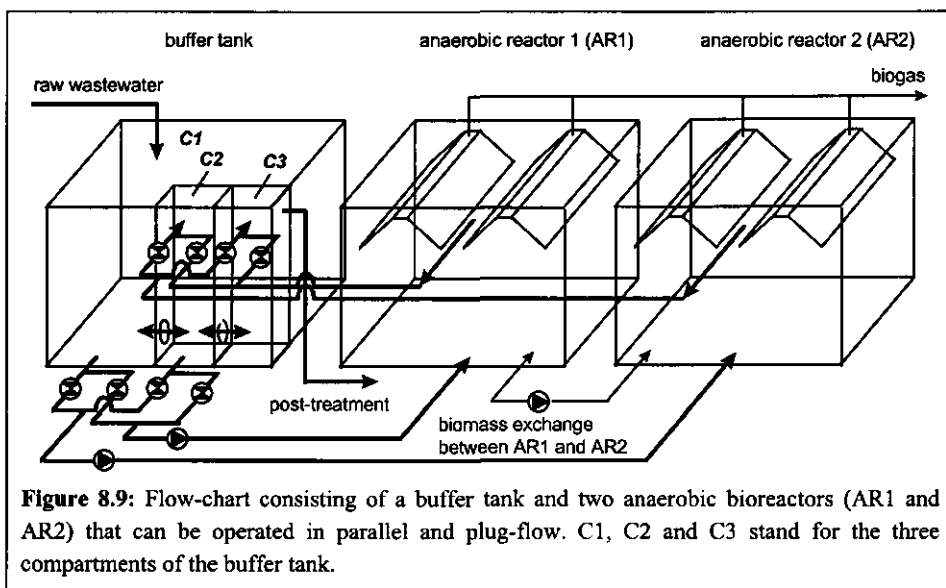 buffer tank
anaerobic reactor 1 (AR1)
anaerobic reactor 2 (AR2)
raw wastewater
biogas
C1
C2
C3
post-treatment
biomass exchange
between AR1 and AR2
Figure 8.9: Flow-chart consisting of a buffer tank and two anaerobic bioreactors (AR1 and
AR2) that can be operated in parallel and plug-flow. C1, C2 and C3 stand for the three
compartments of the buffer tank.